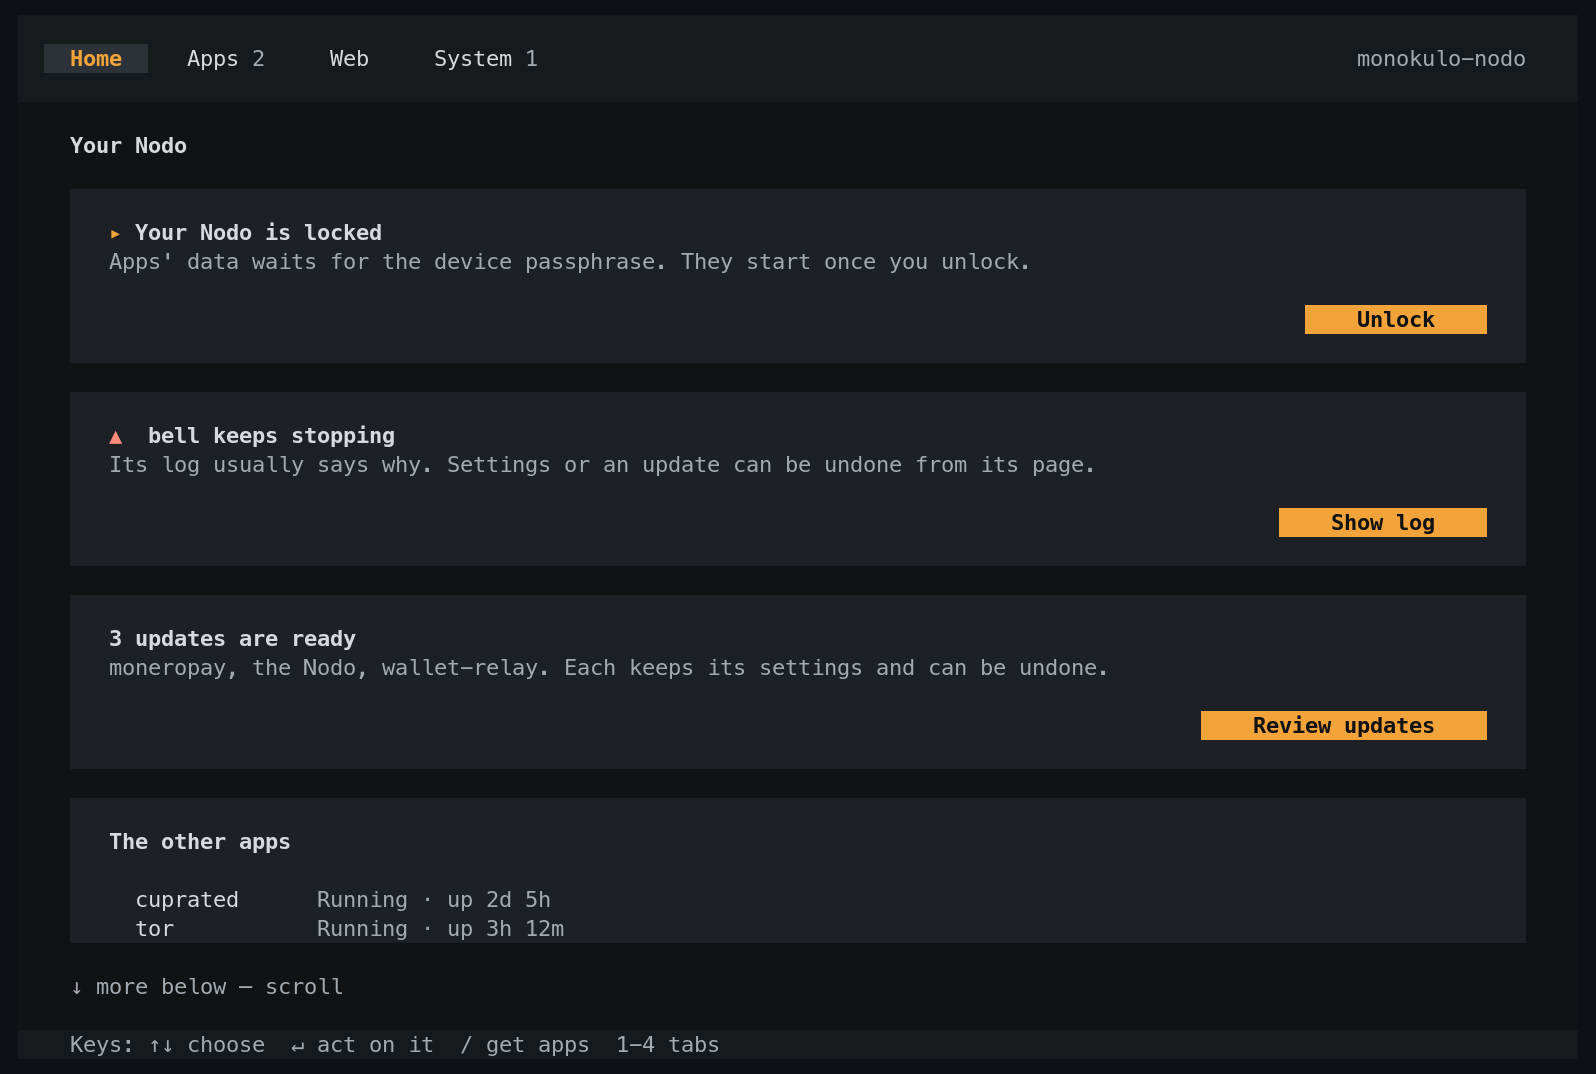 Home Apps 2 Web System 1 monokulo-nodo
Your Nodo
▸ Your Nodo is locked
Apps' data waits for the device passphrase. They start once you unlock.
Unlock
▲ bell keeps stopping
Its log usually says why. Settings or an update can be undone from its page.
Show log
3 updates are ready
moneropay, the Nodo, wallet-relay. Each keeps its settings and can be undone.
Review updates
The other apps
cuprated Running · up 2d 5h
tor Running · up 3h 12m
↓ more below — scroll
Keys: ↑↓ choose ↵ act on it / get apps 1–4 tabs